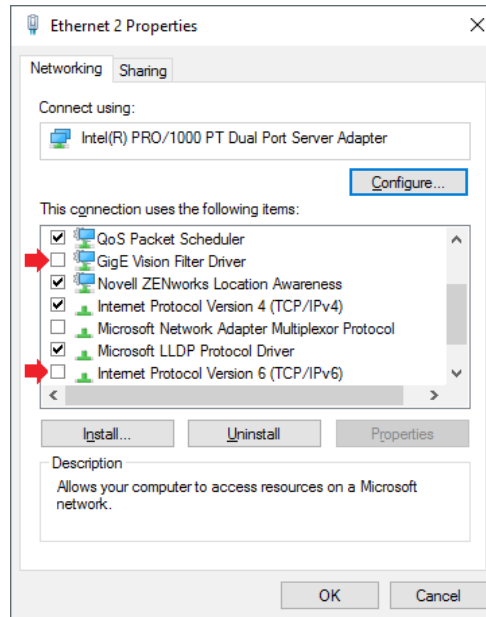 Ethernet 2 Properties
Networking
Sharing
Connect using:
Intel(R) PRO/1000 PT Dual Port Server Adapter
Configure...
This connection uses the following items:
QoS Packet Scheduler
GigE Vision Filter Driver
Novell ZENworks Location Awareness
Internet Protocol Version 4 (TCP/IPv4)
Microsoft Network Adapter Multiplexor Protocol
Microsoft LLDP Protocol Driver
Internet Protocol Version 6 (TCP/IPv6)
Install...
Uninstall
Properties
Description
Allows your computer to access resources on a Microsoft
network.
OK
Cancel